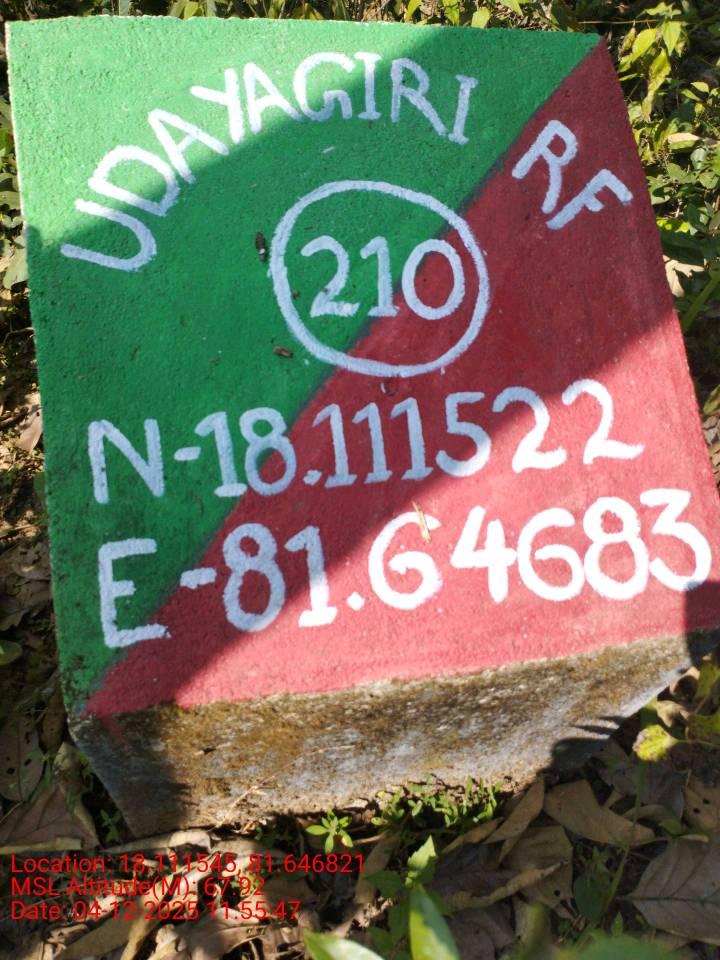 UDAYAGIRI RF
210
N-18.111522
E-81.64683
Location: 18.111545, 81.646821
MSL Altitude(M): 67.92
Date: 04-12-2025 11:55:47